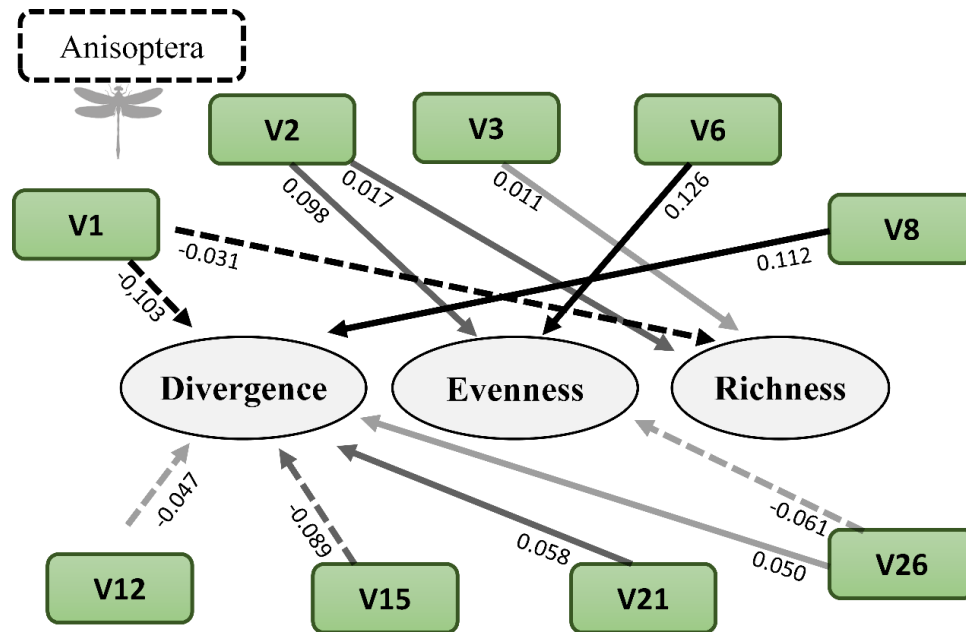 Anisoptera
V2
V3
V6
V1
V8
0.098
0.017
0.011
0.126
-0.031
0.112
-0,103
Divergence
Evenness
Richness
-0.047
-0.089
0.058
0.050
-0.061
V12
V15
V21
V26